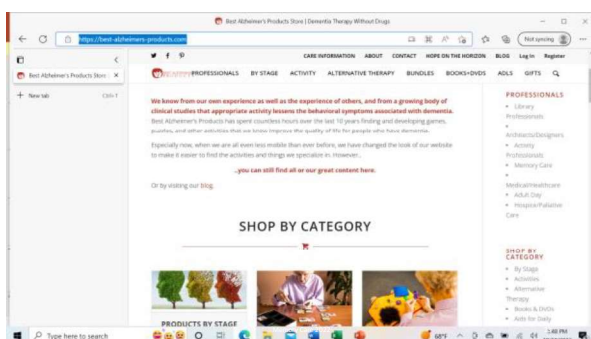 Best Alzheimer's Products Store | Dementia Therapy Without Drugs
https://best-alzheimers-products.com
Not syncing
Best Alzheimer's Products Store
New tab
Ctrl+T
CARE INFORMATION ABOUT CONTACT HOPE ON THE HORIZON BLOG Log In Register
PROFESSIONALS BY STAGE ACTIVITY ALTERNATIVE THERAPY BUNDLES BOOKS+DVDS ADLS GIFTS
We know from our own experience as well as the experience of others, and from a growing body of
clinical studies that appropriate activity lessens the behavioral symptoms associated with dementia.
Best Alzheimer's Products has spent countless hours over the last 10 years finding and developing games,
puzzles, and other activities that we know improve the quality of life for people who have dementia.
Especially now, when we are all even less mobile than ever before, we have changed the look of our website
to make it easier to find the activities and things we specialize in. However..
..you can still find all or our great content here.
Or by visiting our blog.
SHOP BY CATEGORY
PRODUCTS BY STAGE
PROFESSIONALS
Library
Professionals
Architects/Designers
Activity
Professionals
Memory Care
Medical/Healthcare
Adult Day
Hospice/Palliative
Care
SHOP BY
CATEGORY
By Stage
Activities
Alternative
Therapy
Books & DVDs
Aids for Daily
Type here to search
68°F
3:48 PM